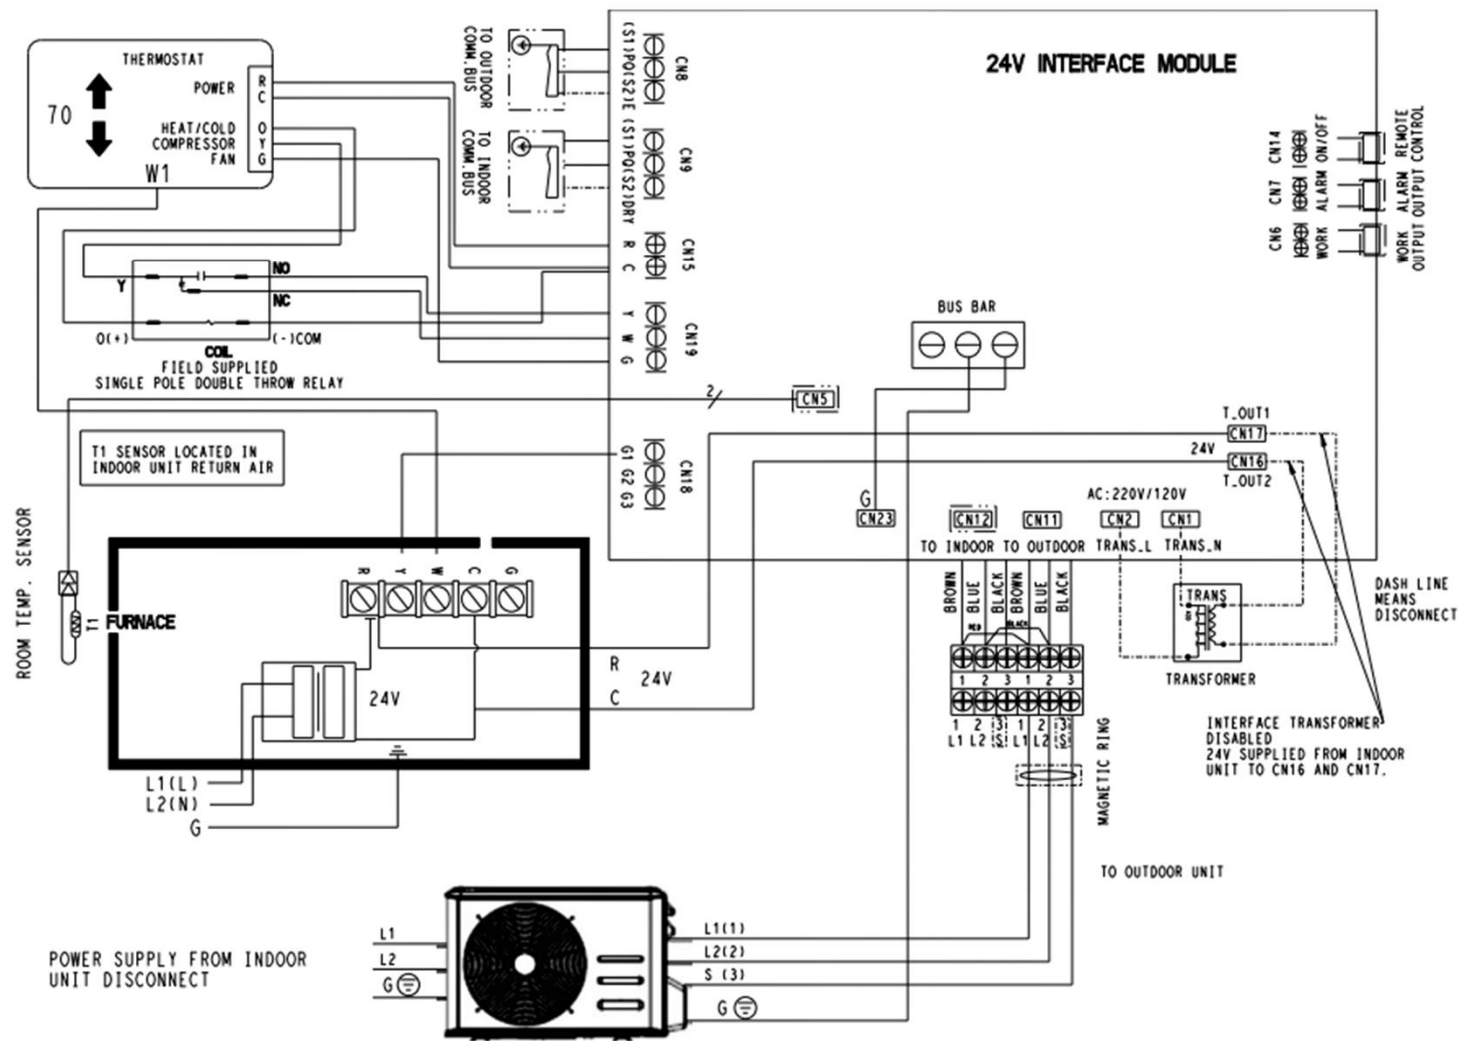 THERMOSTAT
70
POWER
HEAT/COLD
COMPRESSOR
FAN
R
C
O
Y
G
W1
TO OUTDOOR
COMM.BUS
TO INDOOR
COMM.BUS
(S1)PQ(S2)E
CN8
(S1)PQ(S2)DRY
CN9
R
C
CN15
Y
W
G
CN19
G1
G2
G3
CN18
24V INTERFACE MODULE
CN14
ON/OFF
REMOTE
CONTROL
CN7
ALARM
ALARM
OUTPUT
CN6
WORK
WORK
OUTPUT
Y
NO
NC
O(+)
(-)COM
COIL
FIELD SUPPLIED
SINGLE POLE DOUBLE THROW RELAY
BUS BAR
2
CN5
T1 SENSOR LOCATED IN
INDOOR UNIT RETURN AIR
T_OUT1
CN17
24V
CN16
T_OUT2
G
CN23
AC:220V/120V
CN12
CN11
CN2
CN1
TO INDOOR
TO OUTDOOR
TRANS_L
TRANS_N
BROWN
BLUE
BLACK
BROWN
BLUE
BLACK
RED
BLACK
ROOM TEMP. SENSOR
T1
FURNACE
R
Y
W
C
G
24V
R
24V
C
L1(L)
L2(N)
G
1 2 3 1 2 3
1 2 3 1 2 3
L1 L2 S L1 L2 S
MAGNETIC RING
TRANS
TRANSFORMER
DASH LINE
MEANS
DISCONNECT
INTERFACE TRANSFORMER
DISABLED
24V SUPPLIED FROM INDOOR
UNIT TO CN16 AND CN17.
TO OUTDOOR UNIT
POWER SUPPLY FROM INDOOR
UNIT DISCONNECT
L1
L2
G
L1(1)
L2(2)
S (3)
G